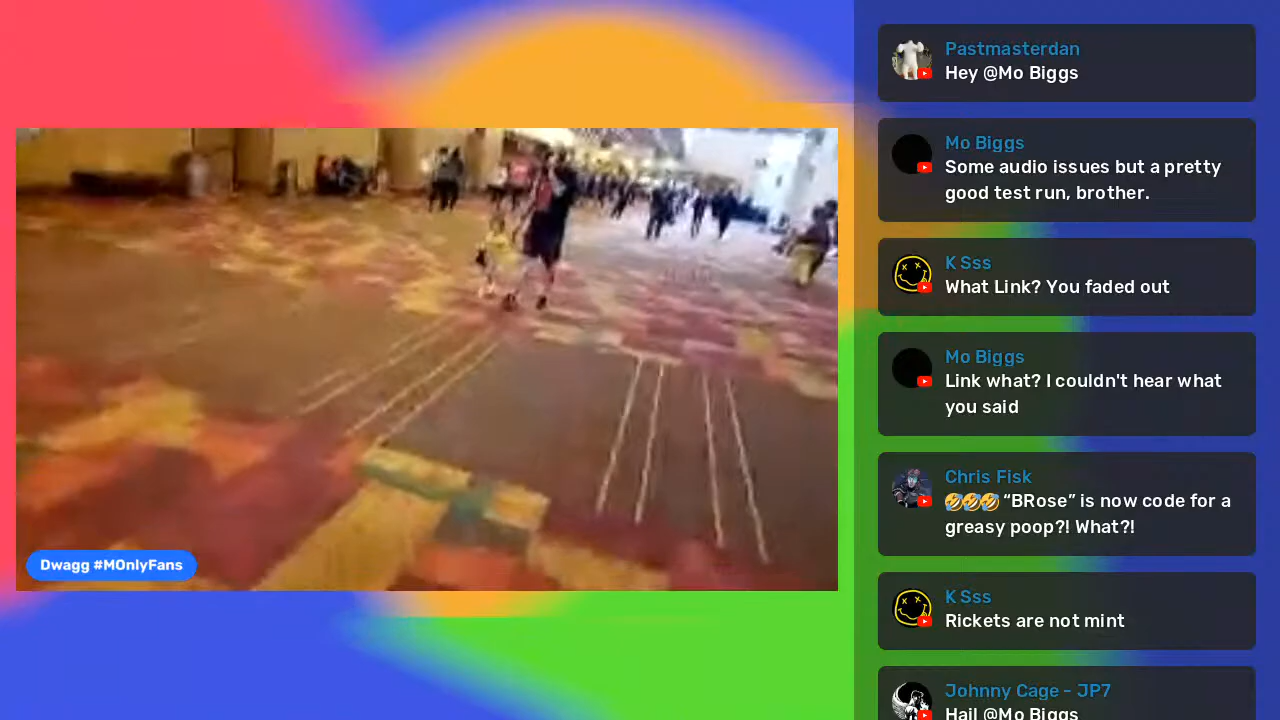 Pastmasterdan
Hey @Mo Biggs
Mo Biggs
Some audio issues but a pretty
good test run, brother.
K Sss
What Link? You faded out
Mo Biggs
Link what? I couldn't hear what
you said
Chris Fisk
🤣🤣🤣 “BRose” is now code for a
greasy poop?! What?!
K Sss
Rickets are not mint
Johnny Cage - JP7
Hail @Mo Biggs
Dwagg #MOnlyFans